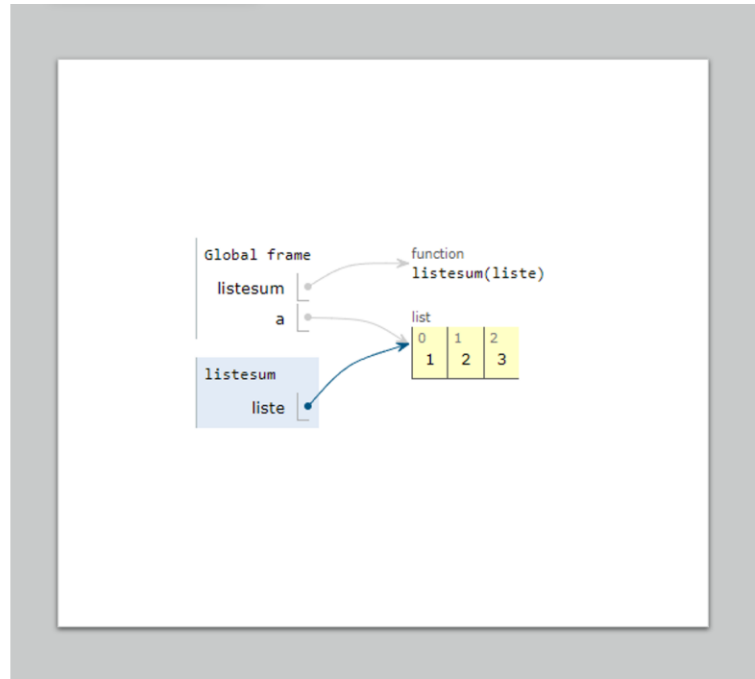 Global frame
listesum
a
function
listesum(liste)
list
0 1 2
1 2 3
listesum
liste